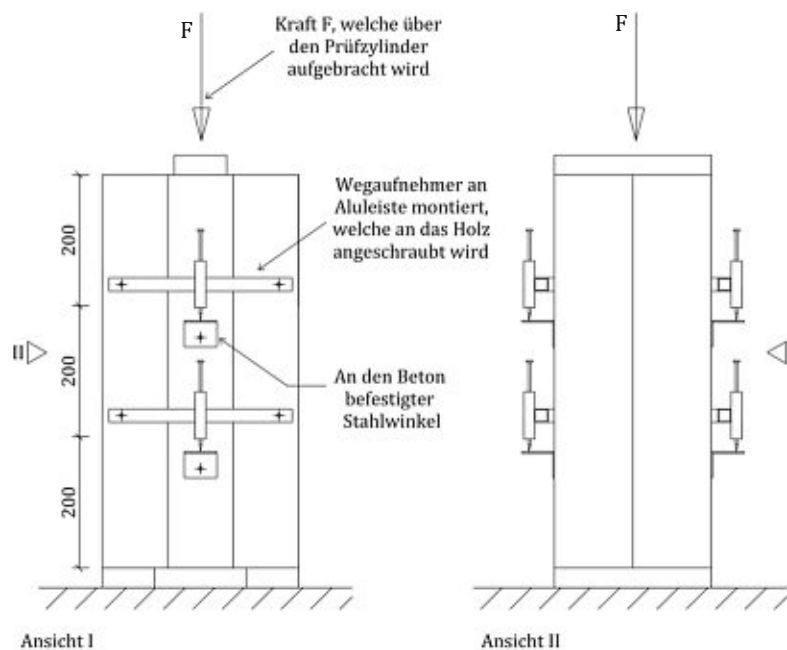 F
Kraft F, welche über
den Prüfzylinder
aufgebracht wird
F
Wegaufnehmer an
Aluleiste montiert,
welche an das Holz
angeschraubt wird
200
200
200
II
An den Beton
befestigter
Stahlwinkel
Ansicht I
Ansicht II